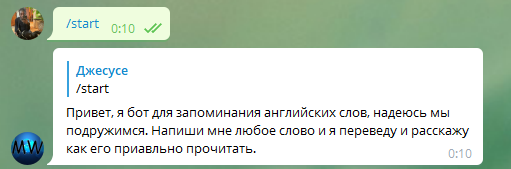 /start
0:10
Джесусе
/start
Привет, я бот для запоминания английских слов, надеюсь мы
подружимся. Напиши мне любое слово и я переведу и расскажу
как его приавльно прочитать.
0:10
MW